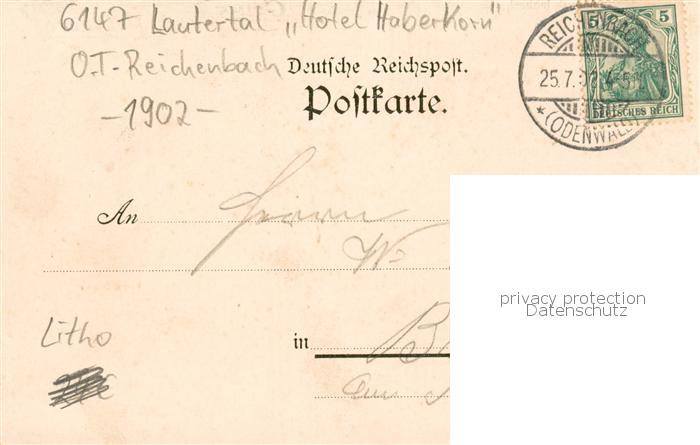 6147 Lautertal „Hotel Haberkorn"
O.T. Reichenbach
-1902-
Deutsche Reichspost.
Postkarte.
5 5
DEUTSCHES REICH
REICHENBACH
25.7.
* (ODENWALD)
An Herrn
W.
privacy protection
Datenschutz
Litho
in B